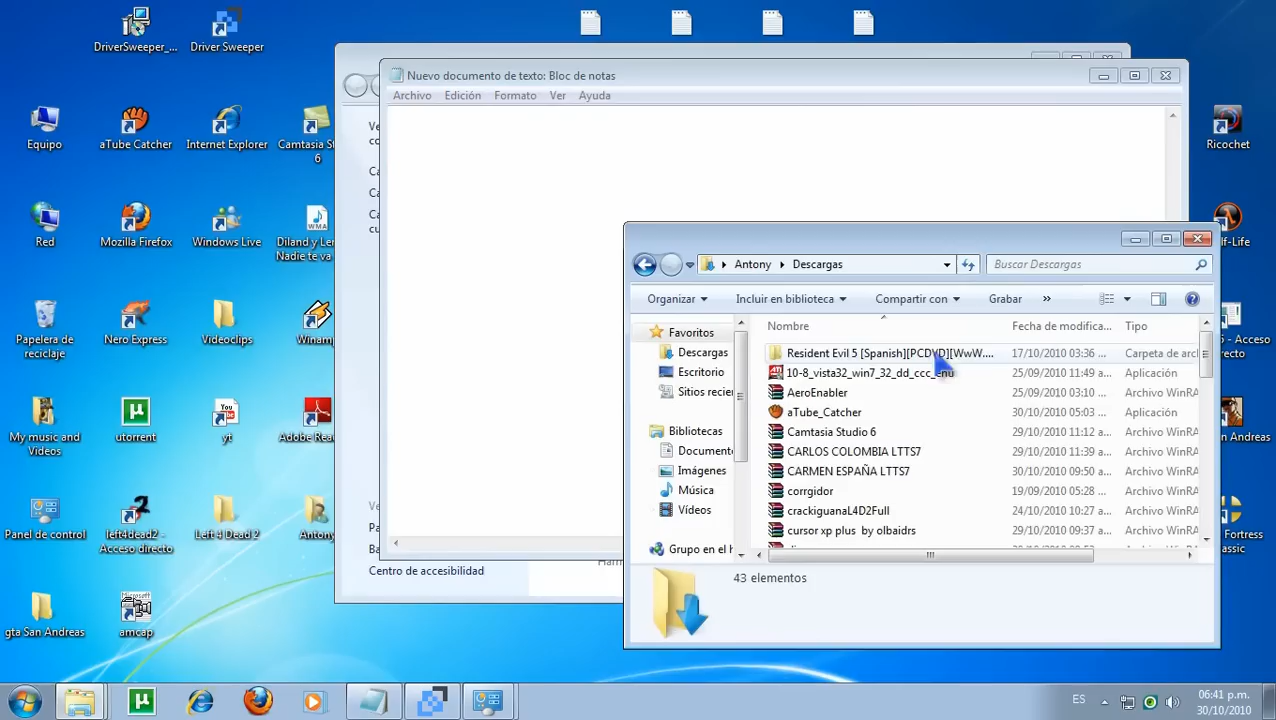 DriverSweeper_...
Driver Sweeper
Equipo
aTube Catcher
Internet Explorer
Camtasia St
6
Red
Mozilla Firefox
Windows Live
Diland y Ler
Nadie te va
Papelera de
reciclaje
Nero Express
Videoclips
Winamp
My music and
Videos
utorrent
yt
Adobe Rea
Panel de control
left4dead2 -
Acceso directo
Left 4 Dead 2
Antony
gta San Andreas
amcap
Ricochet
Nuevo documento de texto: Bloc de notas
Archivo Edición Formato Ver Ayuda
Centro de accesibilidad
Antony Descargas
Buscar Descargas
Organizar Incluir en biblioteca Compartir con Grabar »
Favoritos
Descargas
Escritorio
Sitios recie
Bibliotecas
Document
Imágenes
Música
Vídeos
Grupo en el h
Nombre Fecha de modifica... Tipo
Resident Evil 5 [Spanish][PCDVD][WwW.... 17/10/2010 03:36 ... Carpeta de arc
10-8_vista32_win7_32_dd_ccc_enu 25/09/2010 11:49 a... Aplicación
AeroEnabler 25/09/2010 03:10 ... Archivo WinRA
aTube_Catcher 30/10/2010 05:03 ... Aplicación
Camtasia Studio 6 29/10/2010 11:12 a... Archivo WinRA
CARLOS COLOMBIA LTTS7 29/10/2010 11:39 ... Archivo WinRA
CARMEN ESPAÑA LTTS7 30/10/2010 09:50 a... Archivo WinRA
corrgidor 19/09/2010 05:28 ... Archivo WinRA
crackiguanaL4D2Full 24/10/2010 10:27 ... Archivo WinRA
cursor xp plus by olbaidrs 29/10/2010 09:37 ... Archivo WinRA
43 elementos
ES
06:41 p.m.
30/10/2010